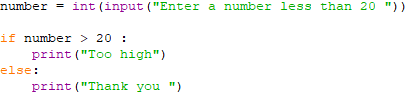 number = int(input("Enter a number less than 20 "))
if number > 20 :
    print("Too high")
else:
    print("Thank you ")